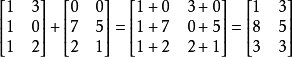 [1 3] + [0 0] = [1+0 3+0] = [1 3]
[1 0] [7 5] [1+7 0+5] [8 5]
[1 2] [2 1] [1+2 2+1] [3 3]